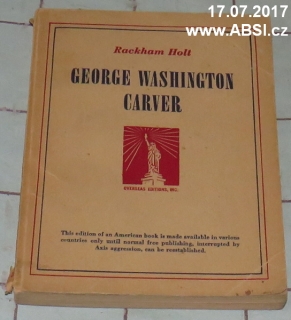 17.07.2017
www.ABSI.cz
Rackham Holt
GEORGE WASHINGTON
CARVER
OVERSEAS EDITIONS, INC.
This edition of an American book is made available in various
countries only until normal free publishing, interrupted by
Axis aggression, can be reestablished.